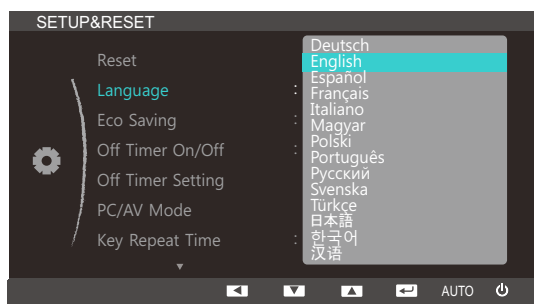 SETUP&RESET
Reset
Language :
Eco Saving :
Off Timer On/Off :
Off Timer Setting
PC/AV Mode
Key Repeat Time :
Deutsch
English
Español
Français
Italiano
Magyar
Polski
Português
Русский
Svenska
Türkçe
日本語
한국어
汉语
AUTO